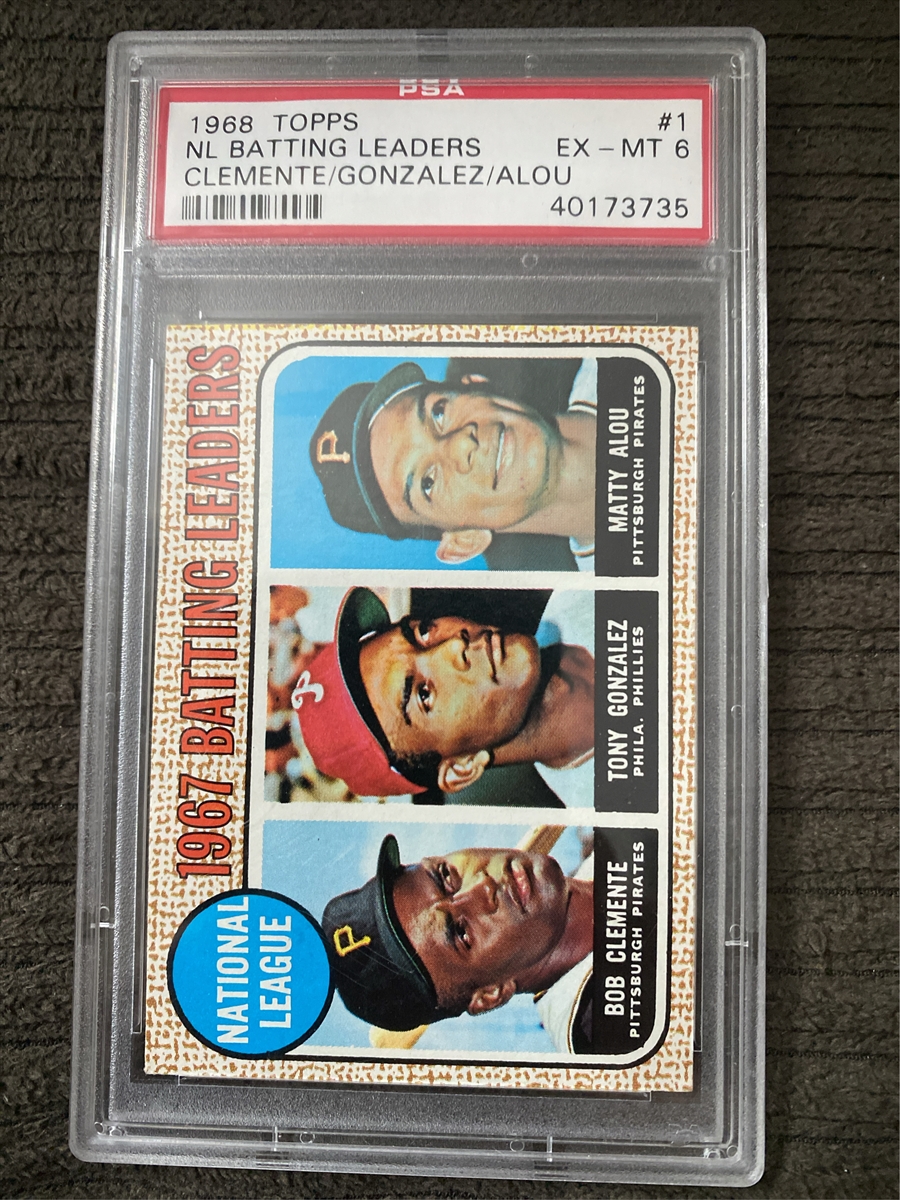 PSA
1968 TOPPS #1
NL BATTING LEADERS EX - MT 6
CLEMENTE/GONZALEZ/ALOU
40173735
1967 BATTING LEADERS
NATIONAL
LEAGUE
P
BOB CLEMENTE
PITTSBURGH PIRATES
P
TONY GONZALEZ
PHILA. PHILLIES
P
MATTY ALOU
PITTSBURGH PIRATES